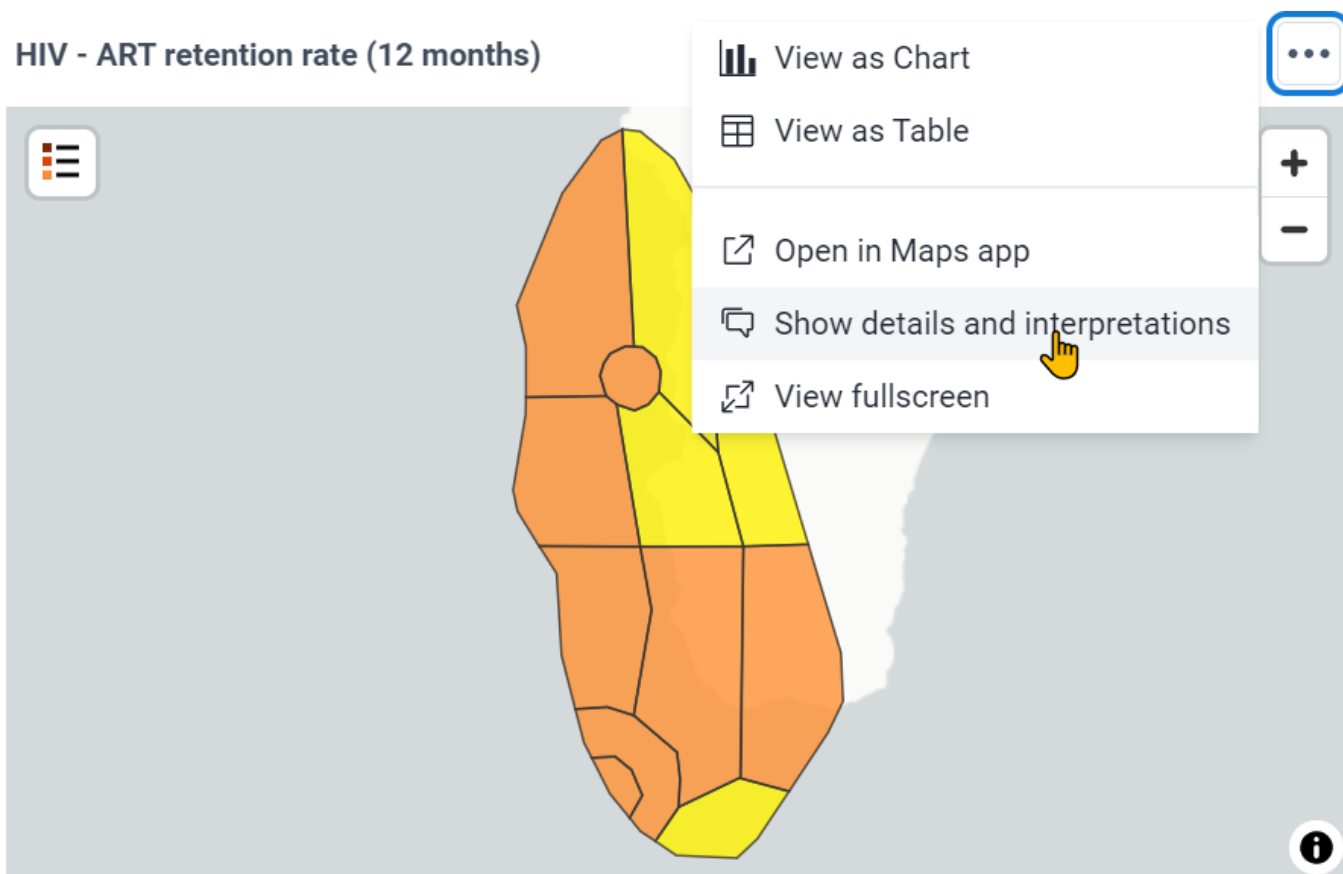 HIV - ART retention rate (12 months)
View as Chart
View as Table
Open in Maps app
Show details and interpretations
View fullscreen